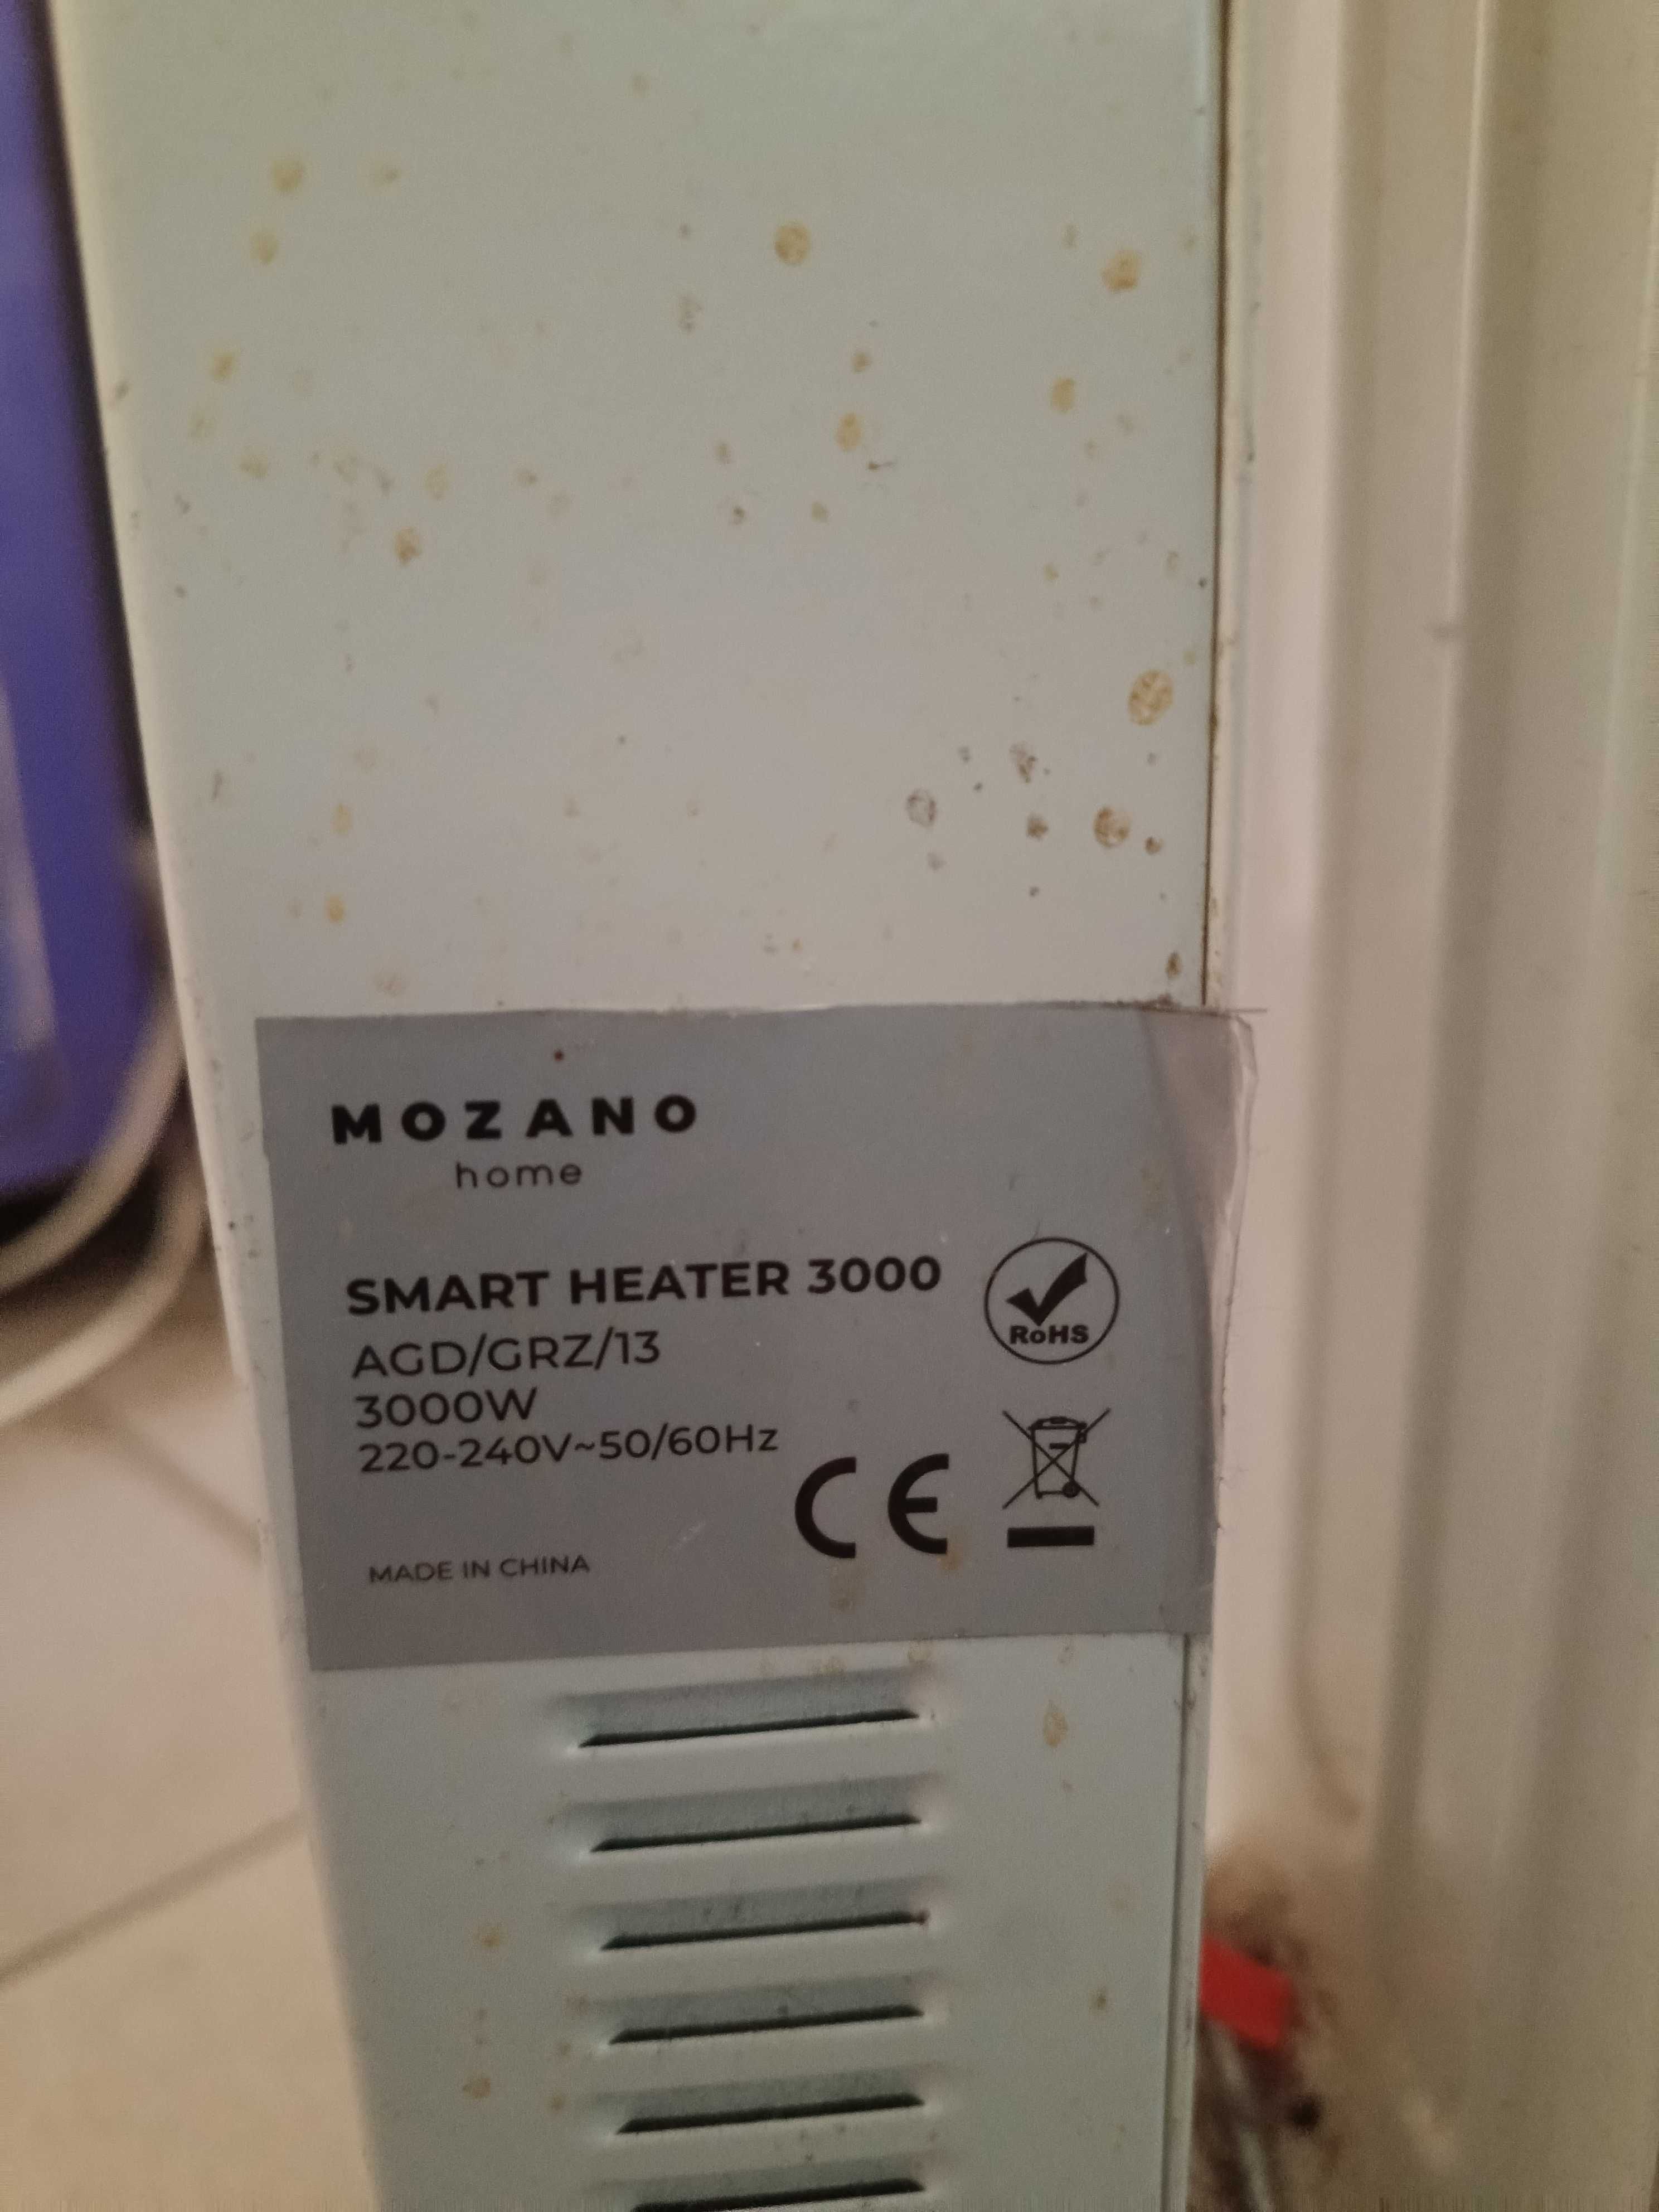 MOZANO
home
SMART HEATER 3000
AGD/GRZ/13
3000W
220-240V~50/60Hz
RoHS
CE
MADE IN CHINA